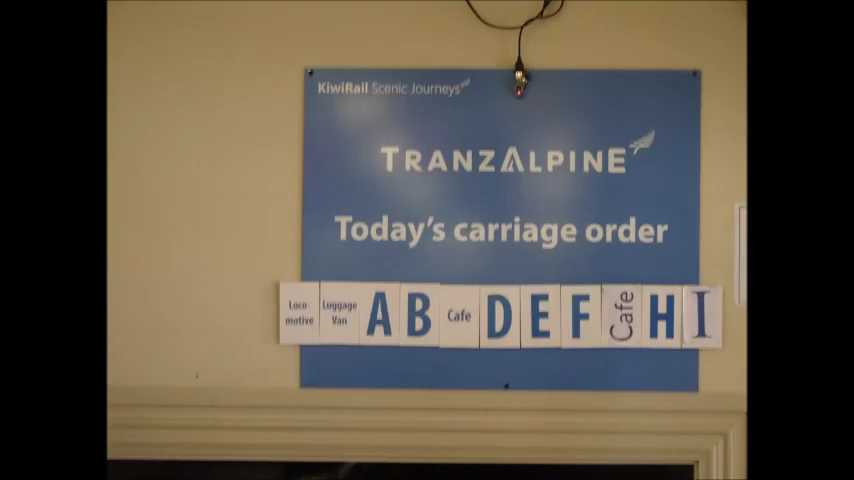 KiwiRail Scenic Journeys
TRANZALPINE
Today's carriage order
Loco-
motive
Luggage
Van
A
B
Cafe
D
E
F
Cafe
H
I